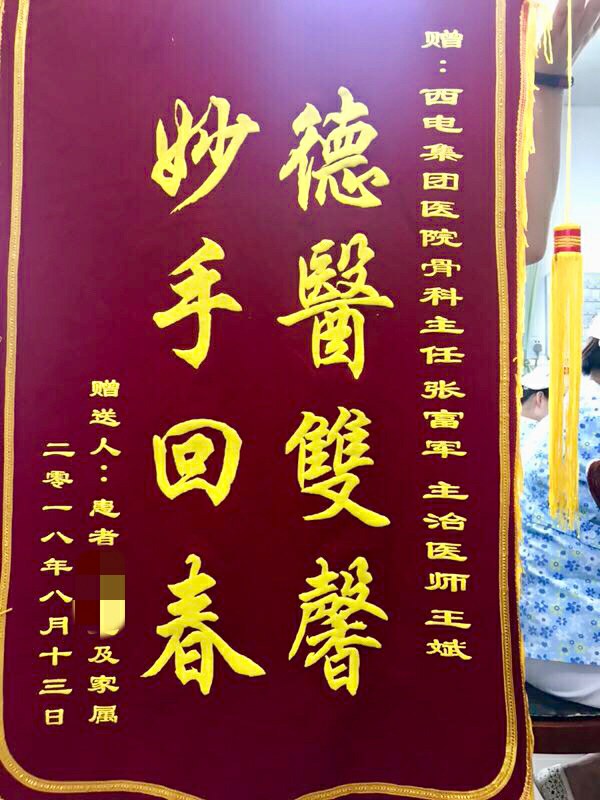 赠：西电集团医院骨科主任张富军 主治医师王斌
德醫雙馨
妙手回春
赠送人：患者 及家属
二零一八年八月十三日